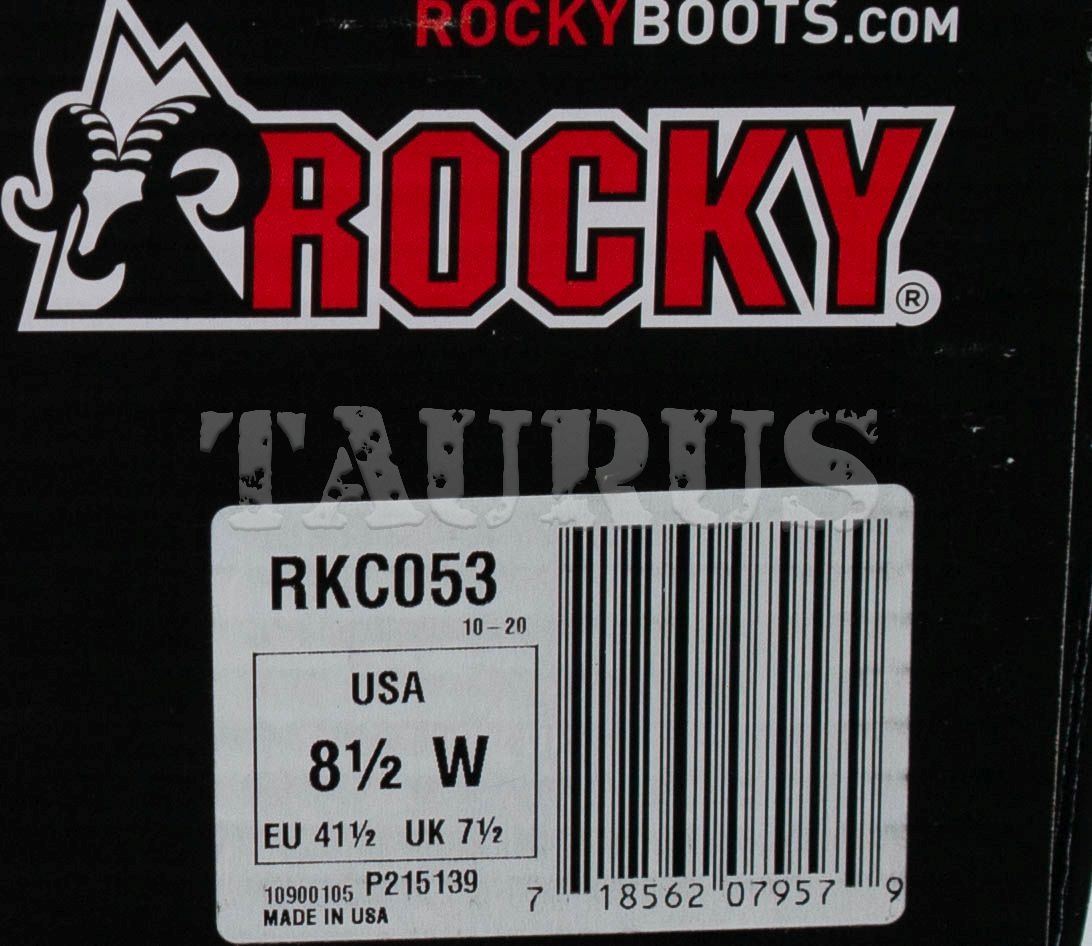 ROCKYBOOTS.COM
ROCKY®
TAURUS
RKC053
10-20
USA
8½ W
EU 41½ UK 7½
10900105 P215139
MADE IN USA
7 18562 07957 9